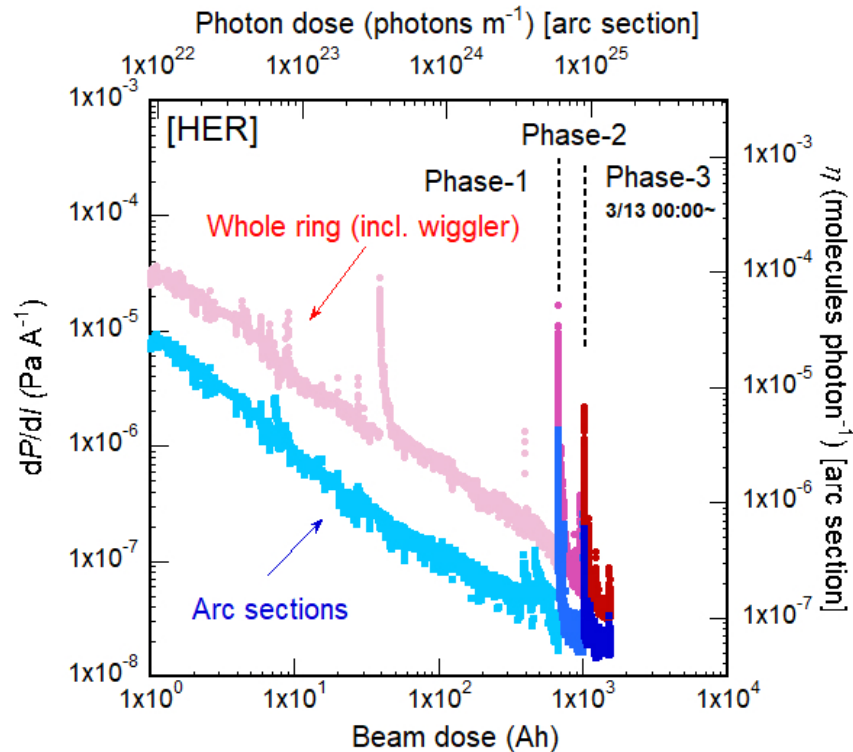 Photon dose (photons m⁻¹) [arc section]
1x10²² 1x10²³ 1x10²⁴ 1x10²⁵
1x10⁻³
1x10⁻⁴
1x10⁻⁵
1x10⁻⁶
1x10⁻⁷
1x10⁻⁸
dP/dI (Pa A⁻¹)
[HER]
Phase-1
Phase-2
Phase-3
3/13 00:00~
Whole ring (incl. wiggler)
Arc sections
1x10⁻³
1x10⁻⁴
1x10⁻⁵
1x10⁻⁶
1x10⁻⁷
η (molecules photon⁻¹) [arc section]
1x10⁰ 1x10¹ 1x10² 1x10³ 1x10⁴
Beam dose (Ah)